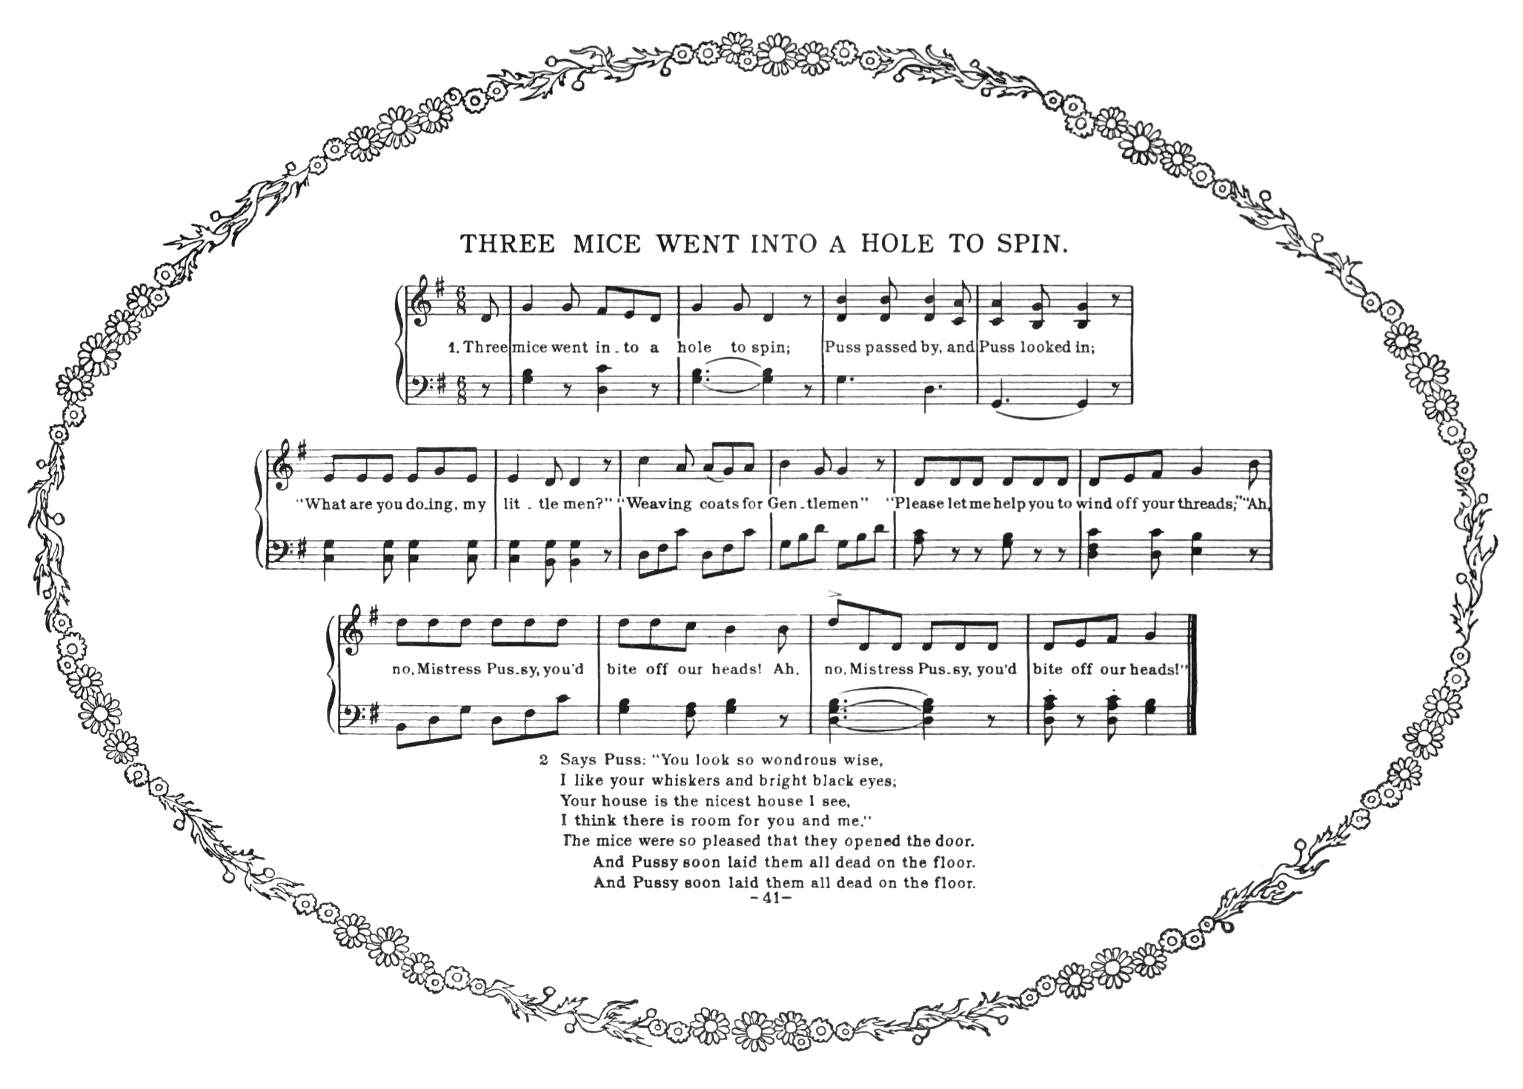 THREE MICE WENT INTO A HOLE TO SPIN.
6 8
1. Three mice went in - to a hole to spin; Puss passed by, and Puss looked in;
6 8
"What are you do-ing, my lit - tle men?" "Weaving coats for Gen-tlemen" "Please let me help you to wind off your threads;" "Ah,
no, Mistress Pus-sy, you'd bite off our heads! Ah, no, Mistress Pus-sy, you'd bite off our heads!"
2 Says Puss: "You look so wondrous wise,
I like your whiskers and bright black eyes;
Your house is the nicest house I see,
I think there is room for you and me."
The mice were so pleased that they opened the door.
And Pussy soon laid them all dead on the floor.
And Pussy soon laid them all dead on the floor.
-41-